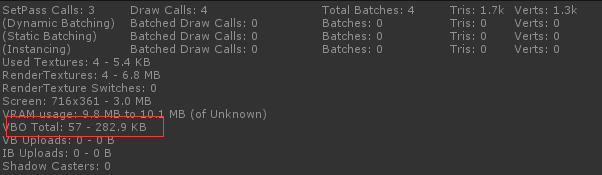 SetPass Calls: 3 Draw Calls: 4 Total Batches: 4 Tris: 1.7k Verts: 1.3k
(Dynamic Batching) Batched Draw Calls: 0 Batches: 0 Tris: 0 Verts: 0
(Static Batching) Batched Draw Calls: 0 Batches: 0 Tris: 0 Verts: 0
(Instancing) Batched Draw Calls: 0 Batches: 0 Tris: 0 Verts: 0
Used Textures: 4 - 5.4 KB
RenderTextures: 4 - 6.8 MB
RenderTexture Switches: 0
Screen: 716x361 - 3.0 MB
VRAM usage: 9.8 MB to 10.1 MB (of Unknown)
VBO Total: 57 - 282.9 KB
VB Uploads: 0 - 0 B
IB Uploads: 0 - 0 B
Shadow Casters: 0